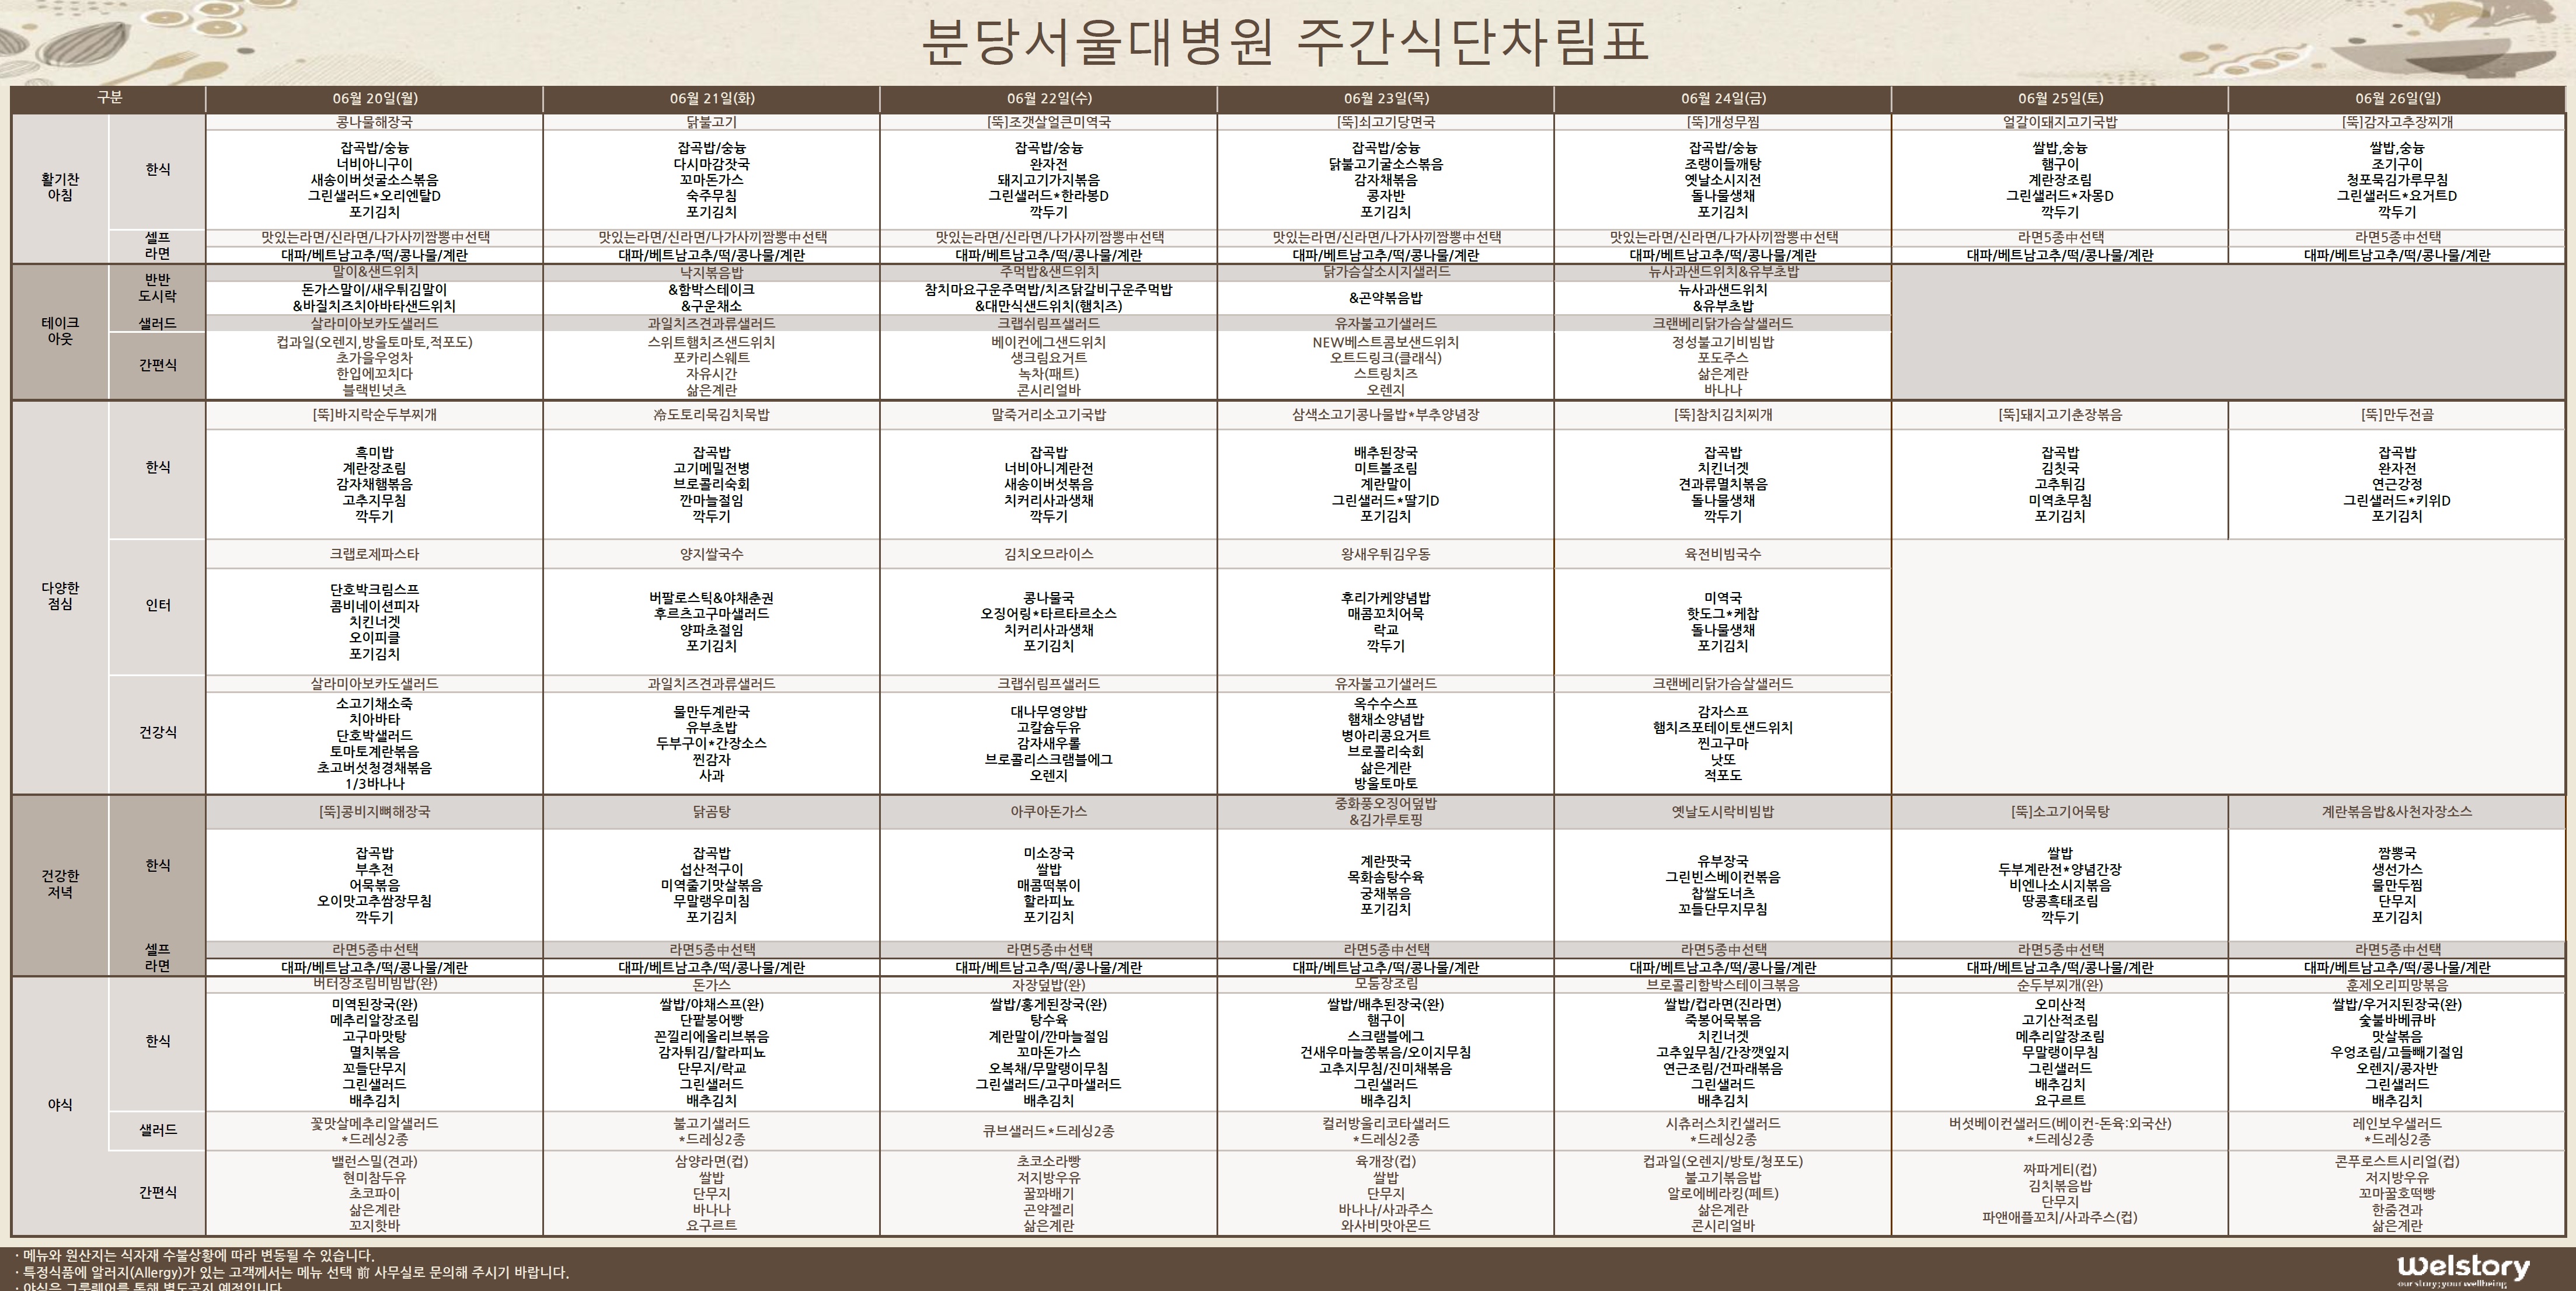 분당서울대병원 주간식단차림표
구분 06월 20일(월) 06월 21일(화) 06월 22일(수) 06월 23일(목) 06월 24일(금) 06월 25일(토) 06월 26일(일)
활기찬
아침
한식
콩나물해장국 닭불고기 [뚝]조갯살얼큰미역국 [뚝]쇠고기당면국 [뚝]개성무찜 얼갈이돼지고기국밥 [뚝]감자고추장찌개
잡곡밥/숭늉 잡곡밥/숭늉 잡곡밥/숭늉 잡곡밥/숭늉 잡곡밥/숭늉 쌀밥,숭늉 쌀밥,숭늉
너비아니구이 다시마감잣국 완자전 닭불고기굴소스볶음 조랭이들깨탕 햄구이 조기구이
새송이버섯굴소스볶음 꼬마돈가스 돼지고기가지볶음 감자채볶음 옛날소시지전 계란장조림 청포묵김가루무침
그린샐러드*오리엔탈D 숙주무침 그린샐러드*한라봉D 콩자반 돌나물생채 그린샐러드*자몽D 그린샐러드*요거트D
포기김치 포기김치 깍두기 포기김치 포기김치 깍두기 깍두기
셀프
라면
맛있는라면/신라면/나가사끼짬뽕中선택 맛있는라면/신라면/나가사끼짬뽕中선택 맛있는라면/신라면/나가사끼짬뽕中선택 맛있는라면/신라면/나가사끼짬뽕中선택 맛있는라면/신라면/나가사끼짬뽕中선택 라면5종中선택 라면5종中선택
대파/베트남고추/떡/콩나물/계란 대파/베트남고추/떡/콩나물/계란 대파/베트남고추/떡/콩나물/계란 대파/베트남고추/떡/콩나물/계란 대파/베트남고추/떡/콩나물/계란 대파/베트남고추/떡/콩나물/계란 대파/베트남고추/떡/콩나물/계란
테이크
아웃
반반
도시락
말이&샌드위치 낙지볶음밥 주먹밥&샌드위치 닭가슴살소시지샐러드 뉴사과샌드위치&유부초밥
돈가스말이/새우튀김말이 &함박스테이크 참치마요구운주먹밥/치즈닭갈비구운주먹밥 &곤약볶음밥 뉴사과샌드위치
&바질치즈치아바타샌드위치 &구운채소 &대만식샌드위치(햄치즈) &유부초밥
샐러드 살라미아보카도샐러드 과일치즈견과류샐러드 크랩쉬림프샐러드 유자불고기샐러드 크랜베리닭가슴살샐러드
간편식
컵과일(오렌지,방울토마토,적포도) 스위트햄치즈샌드위치 베이컨에그샌드위치 NEW베스트콤보샌드위치 정성불고기비빔밥
초가을우엉차 포카리스웨트 생크림요거트 오트드링크(클래식) 포도주스
한입에꼬치다 자유시간 녹차(패트) 스트링치즈 삶은계란
블랙빈넛츠 삶은계란 콘시리얼바 오렌지 바나나
다양한
점심
한식
[뚝]바지락순두부찌개 冷도토리묵김치묵밥 말죽거리소고기국밥 삼색소고기콩나물밥*부추양념장 [뚝]참치김치찌개 [뚝]돼지고기춘장볶음 [뚝]만두전골
흑미밥 잡곡밥 잡곡밥 배추된장국 잡곡밥 잡곡밥 잡곡밥
계란장조림 고기메밀전병 너비아니계란전 미트볼조림 치킨너겟 김칫국 완자전
감자채햄볶음 브로콜리숙회 새송이버섯볶음 계란말이 견과류멸치볶음 고추튀김 연근강정
고추지무침 깐마늘절임 치커리사과생채 그린샐러드*딸기D 돌나물생채 미역초무침 그린샐러드*키위D
깍두기 깍두기 깍두기 포기김치 깍두기 포기김치 포기김치
인터
크랩로제파스타 양지쌀국수 김치오므라이스 왕새우튀김우동 육전비빔국수
단호박크림스프 버팔로스틱&야채춘권 콩나물국 후리가케양념밥 미역국
콤비네이션피자 후르츠고구마샐러드 오징어링*타르타르소스 매콤꼬치어묵 핫도그*케찹
치킨너겟 양파초절임 치커리사과생채 락교 돌나물생채
오이피클 포기김치 포기김치 깍두기 포기김치
포기김치
건강식
살라미아보카도샐러드 과일치즈견과류샐러드 크랩쉬림프샐러드 유자불고기샐러드 크랜베리닭가슴살샐러드
소고기채소죽 물만두계란국 대나무영양밥 옥수수스프 감자스프
치아바타 유부초밥 고칼슘두유 햄채소양념밥 햄치즈포테이토샌드위치
단호박샐러드 두부구이*간장소스 감자새우롤 병아리콩요거트 찐고구마
토마토계란볶음 찐감자 브로콜리스크램블에그 브로콜리숙회 낫또
초고버섯청경채볶음 사과 오렌지 삶은계란 적포도
1/3바나나 방울토마토
건강한
저녁
한식
[뚝]콩비지뼈해장국 닭곰탕 아쿠아돈가스 중화풍오징어덮밥 옛날도시락비빔밥 [뚝]소고기어묵탕 계란볶음밥&사천자장소스
&김가루토핑
잡곡밥 잡곡밥 미소장국 계란팟국 유부장국 쌀밥 짬뽕국
부추전 섭산적구이 쌀밥 목화솜탕수육 그린빈스베이컨볶음 두부계란전*양념간장 생선가스
어묵볶음 미역줄기맛살볶음 매콤떡볶이 궁채볶음 찹쌀도너츠 비엔나소시지볶음 물만두찜
오이맛고추쌈장무침 무말랭우미침 할라피뇨 포기김치 꼬들단무지무침 땅콩흑태조림 단무지
깍두기 포기김치 포기김치 깍두기 포기김치
셀프
라면
라면5종中선택 라면5종中선택 라면5종中선택 라면5종中선택 라면5종中선택 라면5종中선택 라면5종中선택
대파/베트남고추/떡/콩나물/계란 대파/베트남고추/떡/콩나물/계란 대파/베트남고추/떡/콩나물/계란 대파/베트남고추/떡/콩나물/계란 대파/베트남고추/떡/콩나물/계란 대파/베트남고추/떡/콩나물/계란 대파/베트남고추/떡/콩나물/계란
야식
한식
버터장조림비빔밥(완) 돈가스 자장덮밥(완) 모둠장조림 브로콜리함박스테이크볶음 순두부찌개(완) 훈제오리피망볶음
미역된장국(완) 쌀밥/야채스프(완) 쌀밥/홍게된장국(완) 쌀밥/배추된장국(완) 쌀밥/컵라면(진라면) 오미산적 쌀밥/우거지된장국(완)
메추리알장조림 단팥붕어빵 탕수육 햄구이 죽봉어묵볶음 고기산적조림 숯불바베큐바
고구마맛탕 꼰낄리에올리브볶음 계란말이/깐마늘절임 스크램블에그 치킨너겟 메추리알장조림 맛살볶음
멸치볶음 감자튀김/할라피뇨 꼬마돈가스 건새우마늘쫑볶음/오이지무침 고추잎무침/간장깻잎지 무말랭이무침 우엉조림/고들빼기절임
꼬들단무지 단무지/락교 오복채/무말랭이무침 고추지무침/진미채볶음 연근조림/건파래볶음 그린샐러드 오렌지/콩자반
그린샐러드 그린샐러드 그린샐러드/고구마샐러드 그린샐러드 그린샐러드 배추김치 그린샐러드
배추김치 배추김치 배추김치 배추김치 배추김치 요구르트 배추김치
샐러드
꽃맛살메추리알샐러드 불고기샐러드 큐브샐러드*드레싱2종 컬러방울리코타샐러드 시츄러스치킨샐러드 버섯베이컨샐러드(베이컨-돈육:외국산) 레인보우샐러드
*드레싱2종 *드레싱2종 *드레싱2종 *드레싱2종 *드레싱2종 *드레싱2종
간편식
밸런스밀(견과) 삼양라면(컵) 초코소라빵 육개장(컵) 컵과일(오렌지/방토/청포도) 짜파게티(컵) 콘푸로스트시리얼(컵)
현미참두유 쌀밥 저지방우유 쌀밥 불고기볶음밥 김치볶음밥 저지방우유
초코파이 단무지 꿀꽈배기 단무지 알로에베라킹(페트) 단무지 꼬마꿀호떡빵
삶은계란 바나나 곤약젤리 바나나/사과주스 삶은계란 파앤애플꼬치/사과주스(컵) 한줌견과
꼬지핫바 요구르트 삶은계란 와사비맛아몬드 콘시리얼바 삶은계란
· 메뉴와 원산지는 식자재 수불상황에 따라 변동될 수 있습니다.
· 특정식품에 알러지(Allergy)가 있는 고객께서는 메뉴 선택 前 사무실로 문의해 주시기 바랍니다.
· 야식은 그룹웨어를 통해 별도공지 예정입니다
welstory
our story; your wellbeing